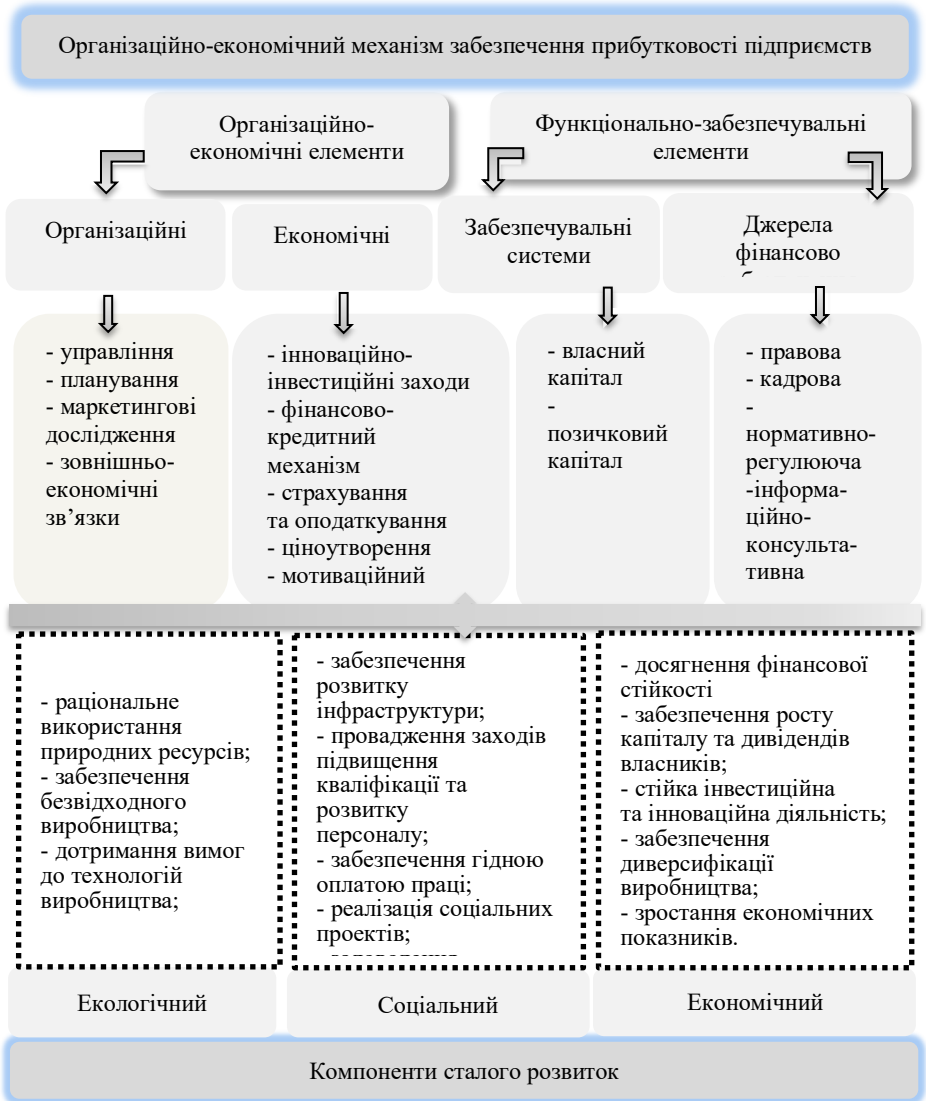 Організаційно-економічний механізм забезпечення прибутковості підприємств
Організаційно-
економічні елементи
Функціонально-забезпечувальні
елементи
Організаційні
Економічні
Забезпечувальні
системи
Джерела
фінансово
- управління
- планування
- маркетингові
дослідження
- зовнішньо-
економічні
зв’язки
- інноваційно-
інвестиційні заходи
- фінансово-
кредитний
механізм
- страхування
та оподаткування
- ціноутворення
- мотиваційний
- власний
капітал
-
позичковий
капітал
- правова
- кадрова
-
нормативно-
регулююча
-інформа-
ційно-
консульта-
тивна
- раціональне
використання
природних ресурсів;
- забезпечення
безвідходного
виробництва;
- дотримання вимог
до технологій
виробництва;
- забезпечення
розвитку
інфраструктури;
- провадження заходів
підвищення
кваліфікації та
розвитку
персоналу;
- забезпечення гідною
оплатою праці;
- реалізація соціальних
проектів;
- досягнення фінансової
стійкості
- забезпечення росту
капіталу та дивідендів
власників;
- стійка інвестиційна
та інноваційна діяльність;
- забезпечення
диверсифікації
виробництва;
- зростання економічних
показників.
Екологічний
Соціальний
Економічний
Компоненти сталого розвиток